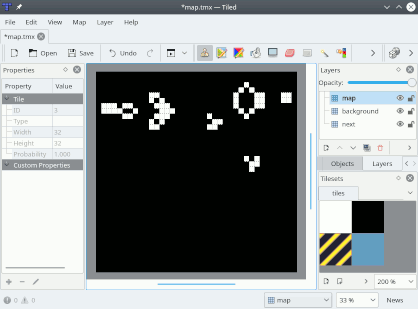 *map.tmx — Tiled
File Edit View Map Layer Help
*map.tmx
Open Save Undo
Properties
Property Value
Tile
ID 3
Type
Width 32
Height 32
Probability 1.000
Custom Properties
Layers
Opacity:
map
background
next
Objects Layers
Tilesets
tiles
200 %
0 0 map 33 % News